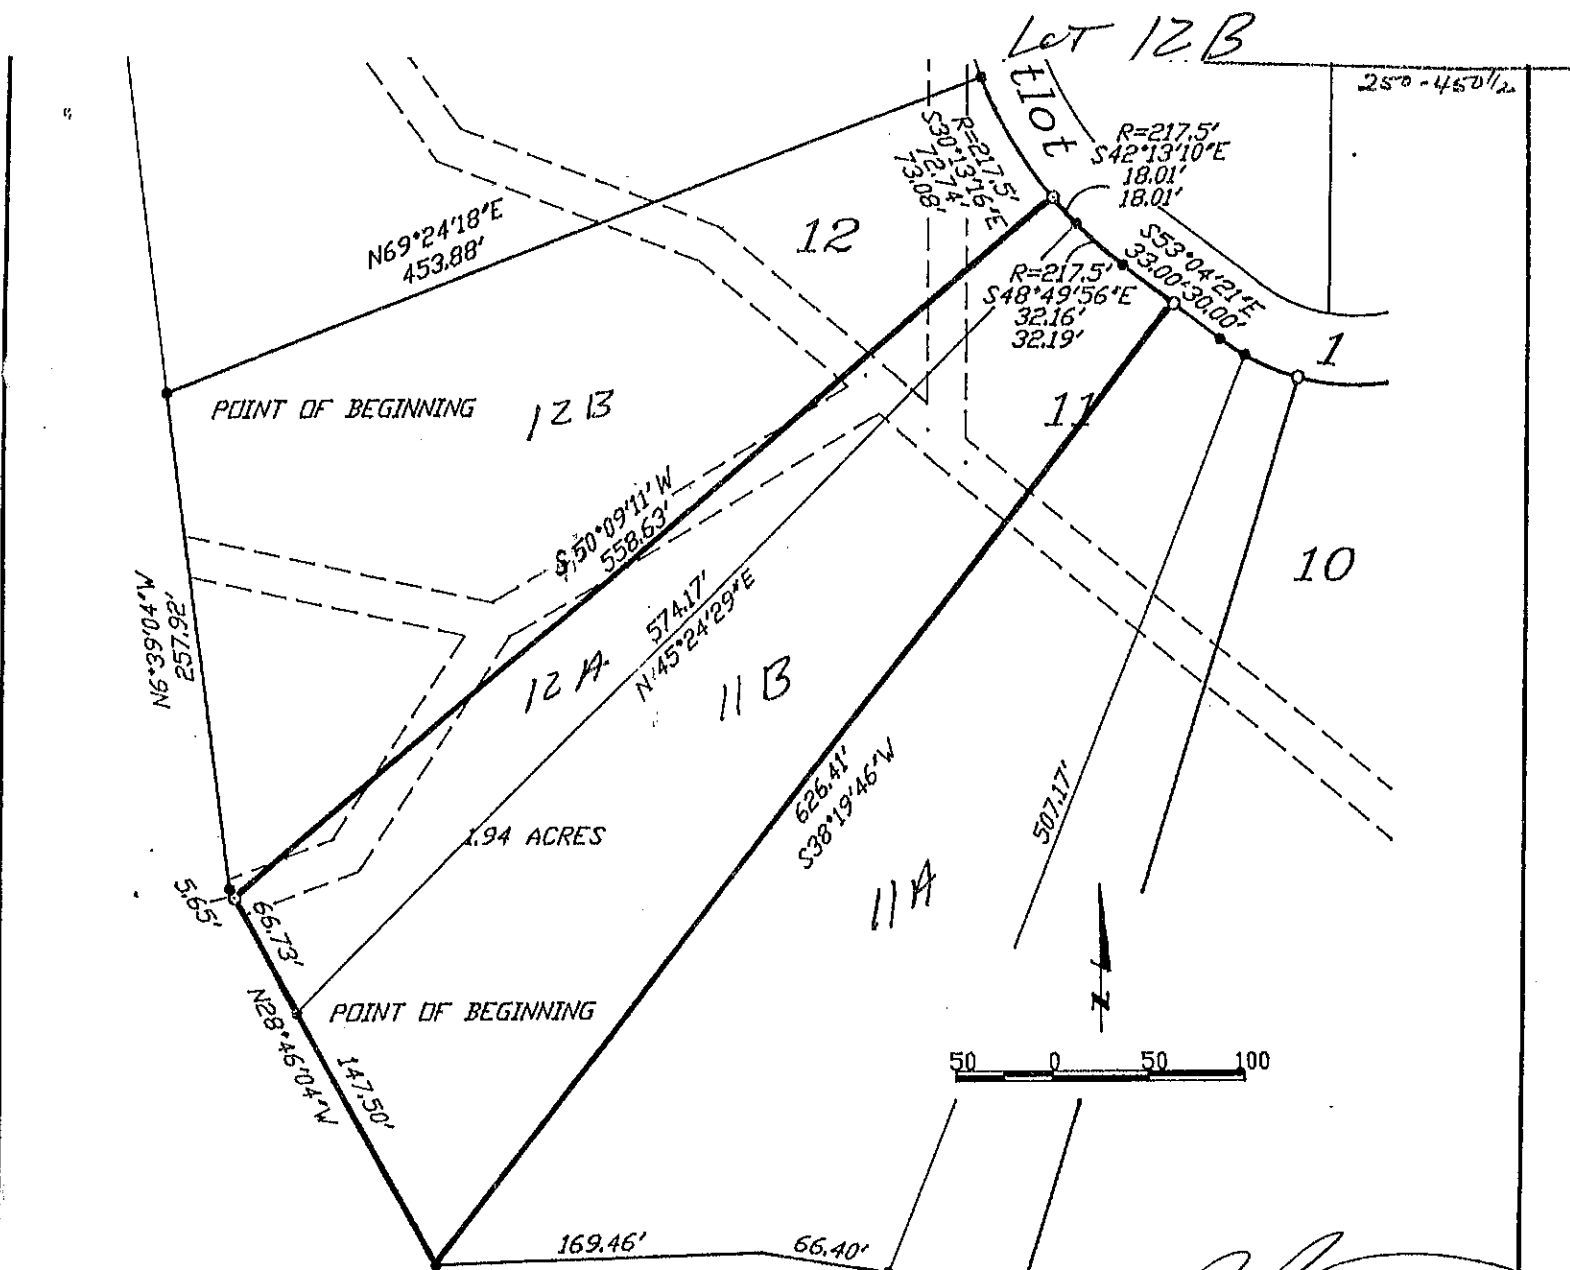 LOT 12B
250-450 1/2
tlot
R=217.5'
S42°13'10"E
18.01'
18.01'
R=217.5'
S30°13'16"E
72.74'
73.08'
N69°24'18"E
453.88'
12
S53°04'21"E
33.00' 30.00'
R=217.5'
S48°49'56"E
32.16'
32.19'
1
POINT OF BEGINNING
12B
11
S 50°09'11" W
558.63'
10
N6°39'04"W
257.92'
574.17'
N 45°24'29"E
12A
11B
626.41'
S38°19'46"W
507.17'
1.94 ACRES
11A
5.65'
66.73'
N28°46'04"W
147.50'
POINT OF BEGINNING
N
50 0 50 100
169.46' 66.40'